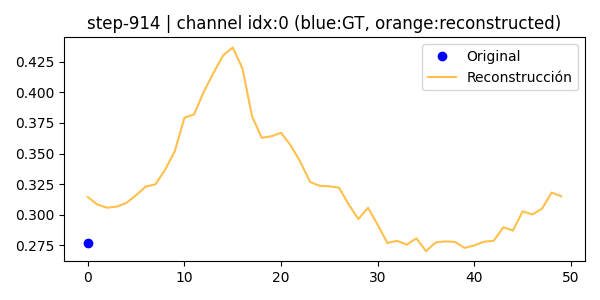 step-914 | channel idx:0 (blue:GT, orange:reconstructed)
Original
Reconstrucción
0.425
0.400
0.375
0.350
0.325
0.300
0.275
0 10 20 30 40 50